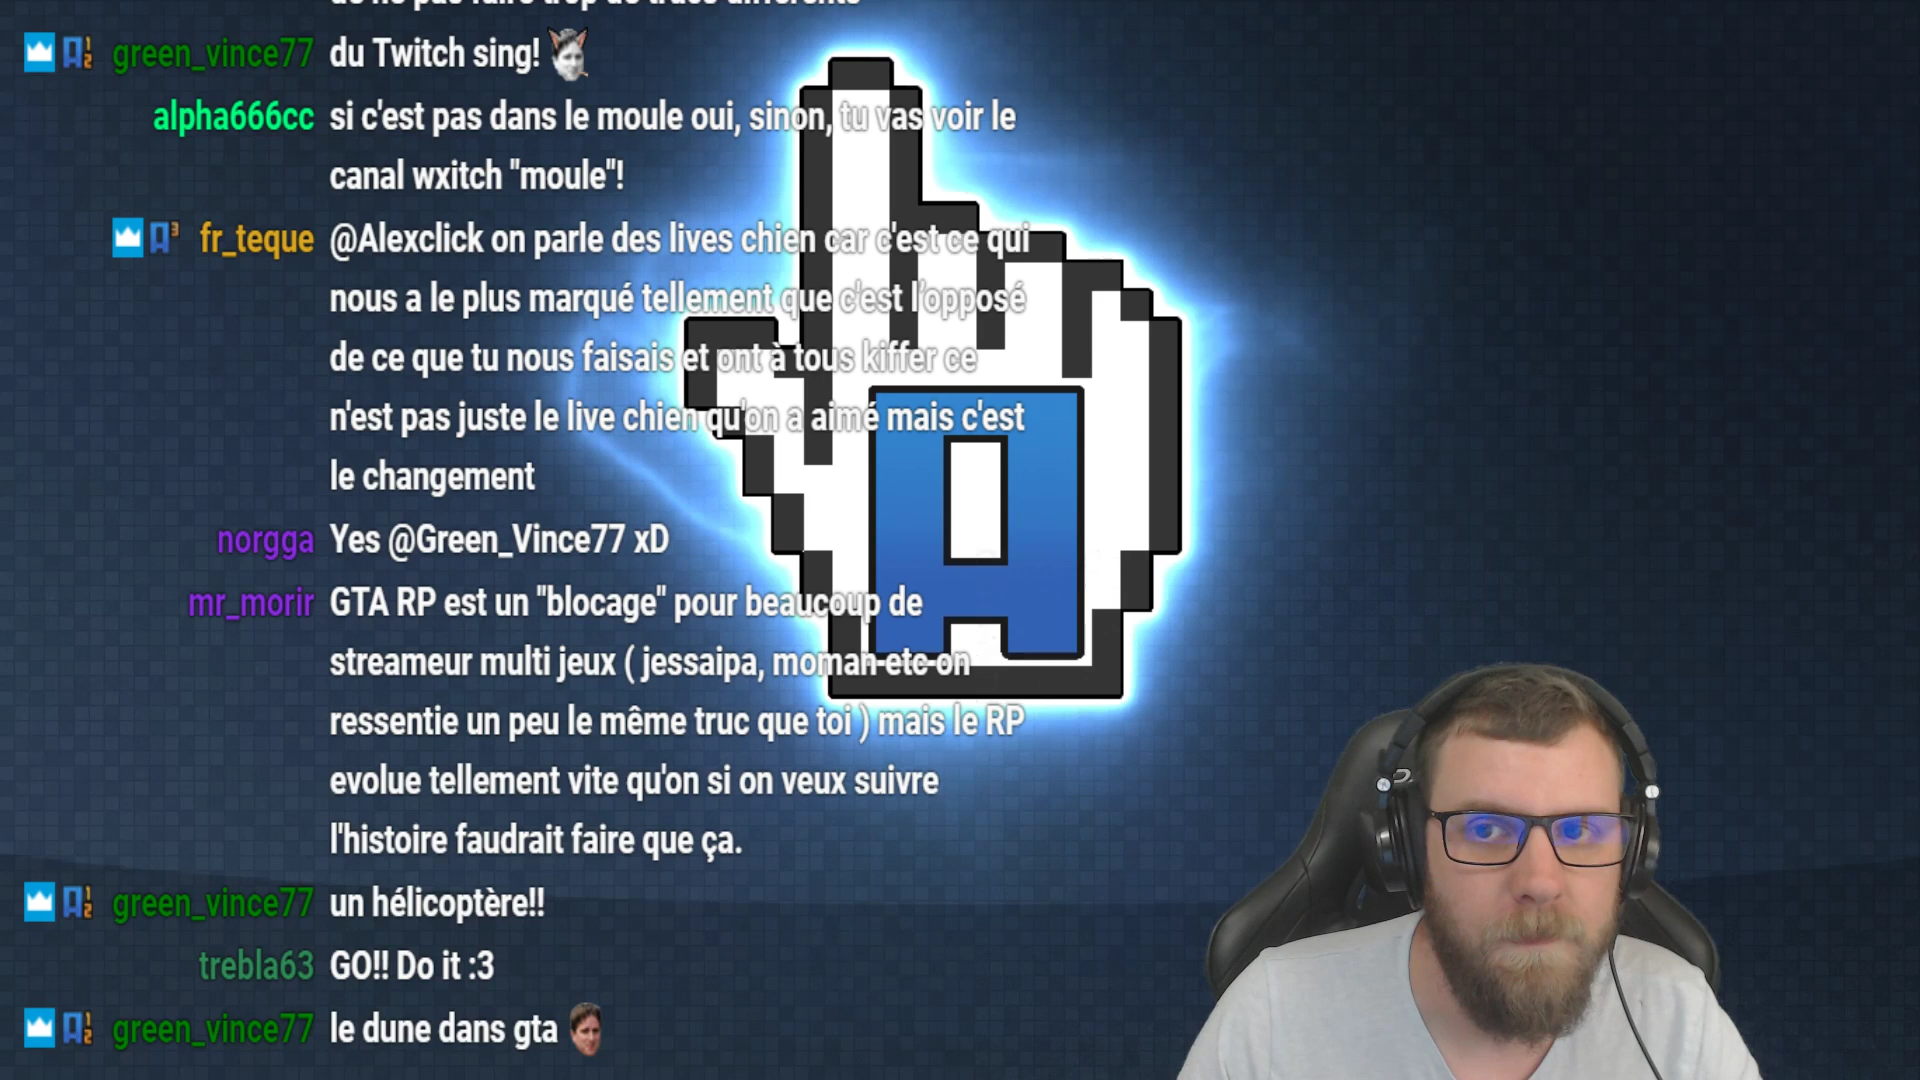 green_vince77 du Twitch sing!
alpha666cc si c'est pas dans le moule oui, sinon, tu vas voir le
canal wxitch "moule"!
fr_teque @Alexclick on parle des lives chien car c'est ce qui
nous a le plus marqué tellement que c'est l'opposé
de ce que tu nous faisais et ont à tous kiffer ce
n'est pas juste le live chien qu'on a aimé mais c'est
le changement
norgga Yes @Green_Vince77 xD
mr_morir GTA RP est un "blocage" pour beaucoup de
streameur multi jeux ( jessaipa, moman etc on
ressentie un peu le même truc que toi ) mais le RP
evolue tellement vite qu'on si on veux suivre
l'histoire faudrait faire que ça.
green_vince77 un hélicoptère!!
trebla63 GO!! Do it :3
green_vince77 le dune dans gta
A